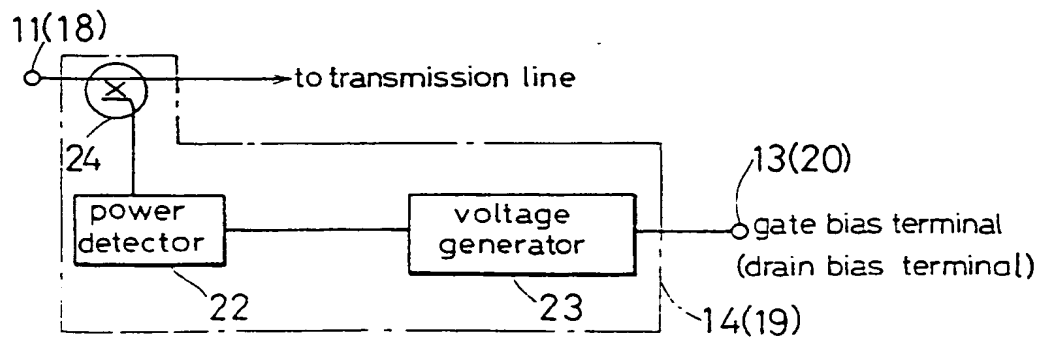 11(18)
to transmission line
24
13(20)
power
detector
voltage
generator
gate bias terminal
(drain bias terminal)
22
23
14(19)